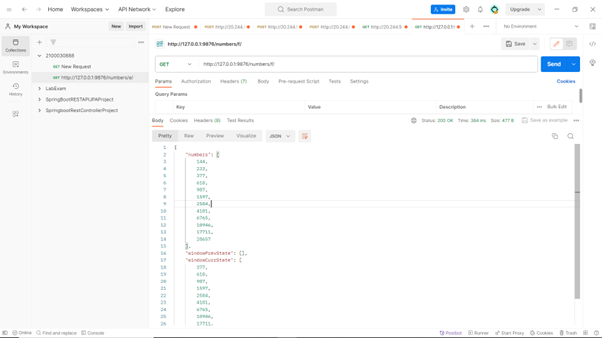 Home Workspaces API Network Explore
Search Postman
Invite
Upgrade
My Workspace
New Import
POST New Request
POST http://20.244.
POST http://20.244.
POST http://20.244.
GET http://20.244.5
GET http://127.0.0.1:
No Environment
Collections
Environments
History
2100030888
GET New Request
GET http://127.0.0.1:9876/numbers/e/
LabExam
SpringBootRESTAPIJPAProject
SpringBootRestControllerProject
http://127.0.0.1:9876/numbers/f/
Save
GET
http://127.0.0.1:9876/numbers/f/
Send
Params Authorization Headers (7) Body Pre-request Script Tests Settings
Cookies
Query Params
Key Value Description Bulk Edit
Body Cookies Headers (8) Test Results
Status: 200 OK Time: 364 ms Size: 477 B Save as example
Pretty Raw Preview Visualize JSON
1 {
2 "numbers": [
3 144,
4 233,
5 377,
6 610,
7 987,
8 1597,
9 2584,
10 4181,
11 6765,
12 10946,
13 17711,
14 28657
15 ],
16 "windowPrevState": [],
17 "windowCurrState": [
18 377,
19 610,
20 987,
21 1597,
22 2584,
23 4181,
24 6765,
25 10946,
26 17711,
Online Find and replace Console
Postbot Runner Start Proxy Cookies Trash